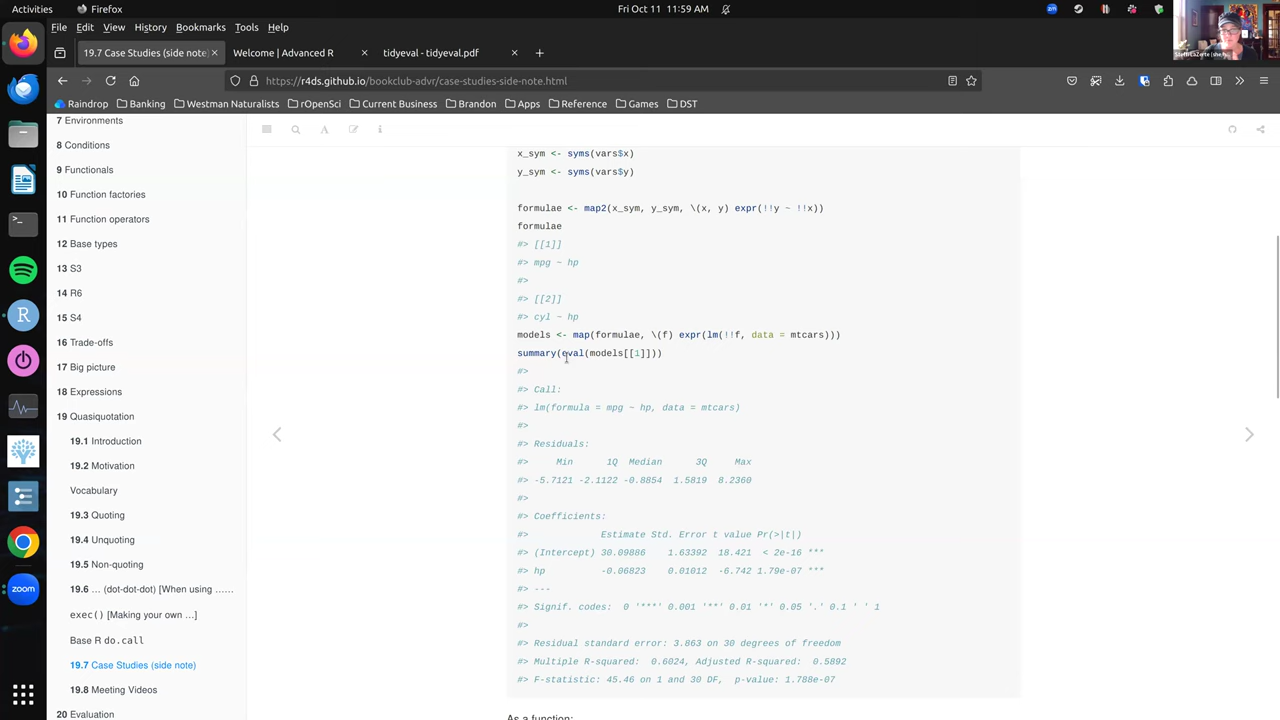 Activities
Firefox
Fri Oct 11 11:59 AM
File Edit View History Bookmarks Tools Help
19.7 Case Studies (side note)
Welcome | Advanced R
tidyeval - tidyeval.pdf
https://r4ds.github.io/bookclub-advr/case-studies-side-note.html
Raindrop Banking Westman Naturalists rOpenSci Current Business Brandon Apps Reference Games DST
7 Environments
8 Conditions
9 Functionals
10 Function factories
11 Function operators
12 Base types
13 S3
14 R6
15 S4
16 Trade-offs
17 Big picture
18 Expressions
19 Quasiquotation
19.1 Introduction
19.2 Motivation
Vocabulary
19.3 Quoting
19.4 Unquoting
19.5 Non-quoting
19.6 ... (dot-dot-dot) [When using ……
exec() [Making your own ...]
Base R do.call
19.7 Case Studies (side note)
19.8 Meeting Videos
20 Evaluation
x_sym <- syms(vars$x)
y_sym <- syms(vars$y)
formulae <- map2(x_sym, y_sym, \(x, y) expr(!!y ~ !!x))
formulae
#> [[1]]
#> mpg ~ hp
#>
#> [[2]]
#> cyl ~ hp
models <- map(formulae, \(f) expr(lm(!!f, data = mtcars)))
summary(eval(models[[1]]))
#>
#> Call:
#> lm(formula = mpg ~ hp, data = mtcars)
#>
#> Residuals:
#>     Min      1Q  Median      3Q     Max
#> -5.7121 -2.1122 -0.8854  1.5819  8.2360
#>
#> Coefficients:
#>             Estimate Std. Error t value Pr(>|t|)
#> (Intercept) 30.09886    1.63392  18.421  < 2e-16 ***
#> hp          -0.06823    0.01012  -6.742 1.79e-07 ***
#> ---
#> Signif. codes:  0 '***' 0.001 '**' 0.01 '*' 0.05 '.' 0.1 ' ' 1
#>
#> Residual standard error: 3.863 on 30 degrees of freedom
#> Multiple R-squared:  0.6024, Adjusted R-squared:  0.5892
#> F-statistic: 45.46 on 1 and 30 DF,  p-value: 1.788e-07
As a function:
zoom